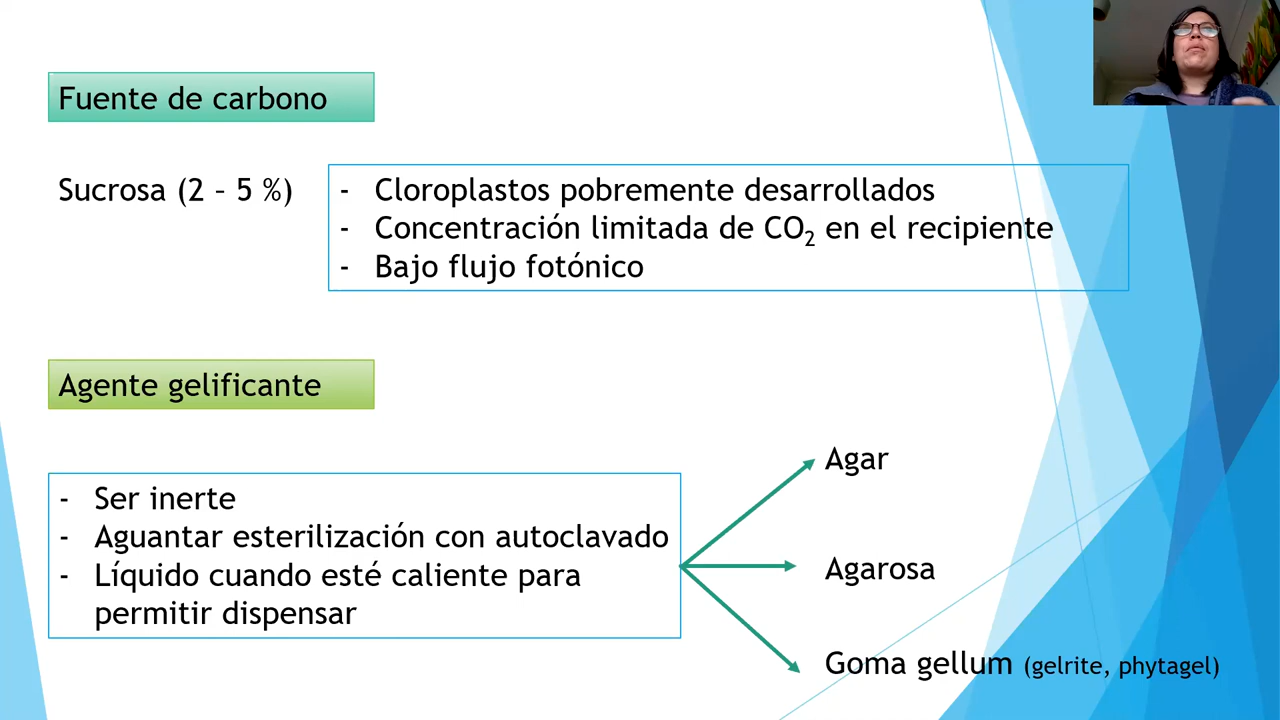 Fuente de carbono
Sucrosa (2 – 5 %)
- Cloroplastos pobremente desarrollados
- Concentración limitada de CO2 en el recipiente
- Bajo flujo fotónico
Agente gelificante
- Ser inerte
- Aguantar esterilización con autoclavado
- Líquido cuando esté caliente para
permitir dispensar
Agar
Agarosa
Goma gellum (gelrite, phytagel)